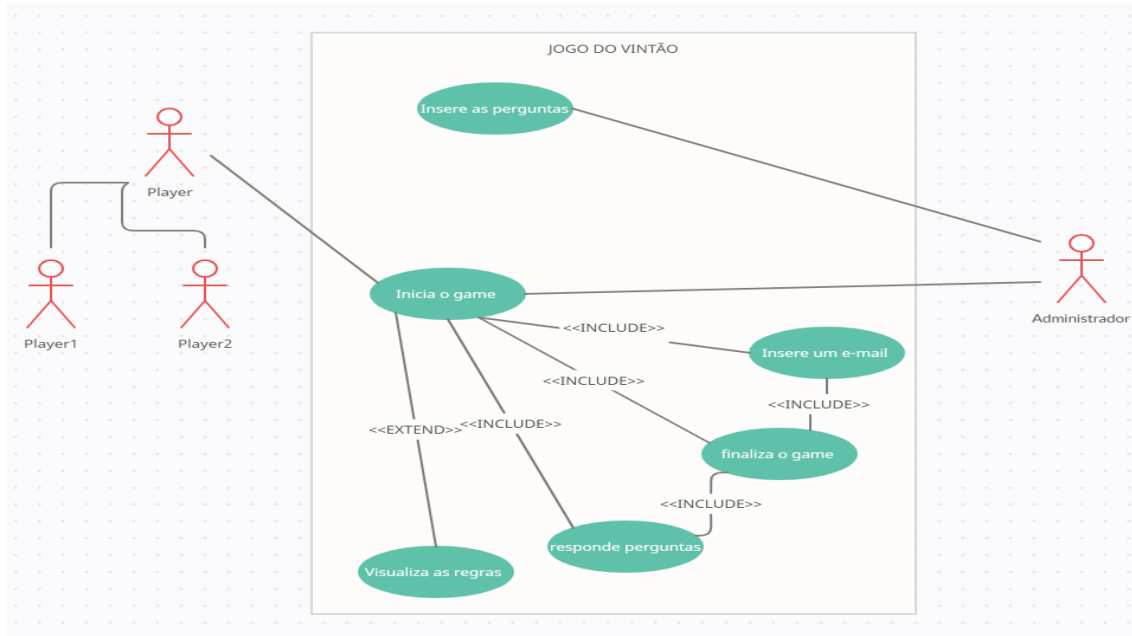 JOGO DO VINTÃO
Insere as perguntas
Player
Player1
Player2
Administrador
Inicia o game
<<INCLUDE>>
Insere um e-mail
<<INCLUDE>>
<<INCLUDE>>
<<EXTEND>>
<<INCLUDE>>
finaliza o game
<<INCLUDE>>
responde perguntas
Visualiza as regras